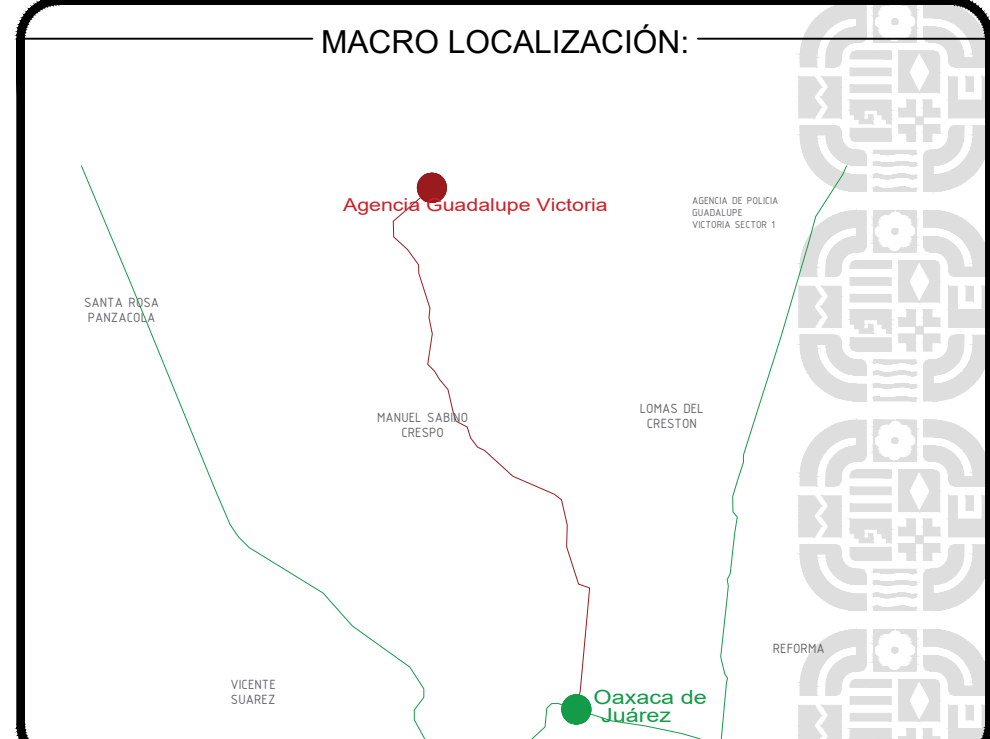 MACRO LOCALIZACIÓN:
Agencia Guadalupe Victoria
AGENCIA DE POLICIA
GUADALUPE
VICTORIA SECTOR 1
SANTA ROSA
PANZACOLA
MANUEL SABINO
CRESPO
LOMAS DEL
CRESTON
REFORMA
VICENTE
SUAREZ
Oaxaca de
Juárez